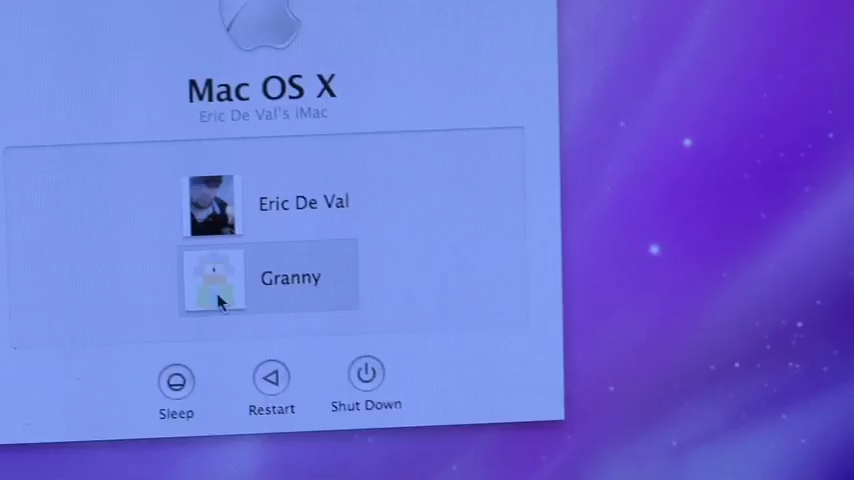 Mac OS X
Eric De Val's iMac
Eric De Val
Granny
Sleep
Restart
Shut Down